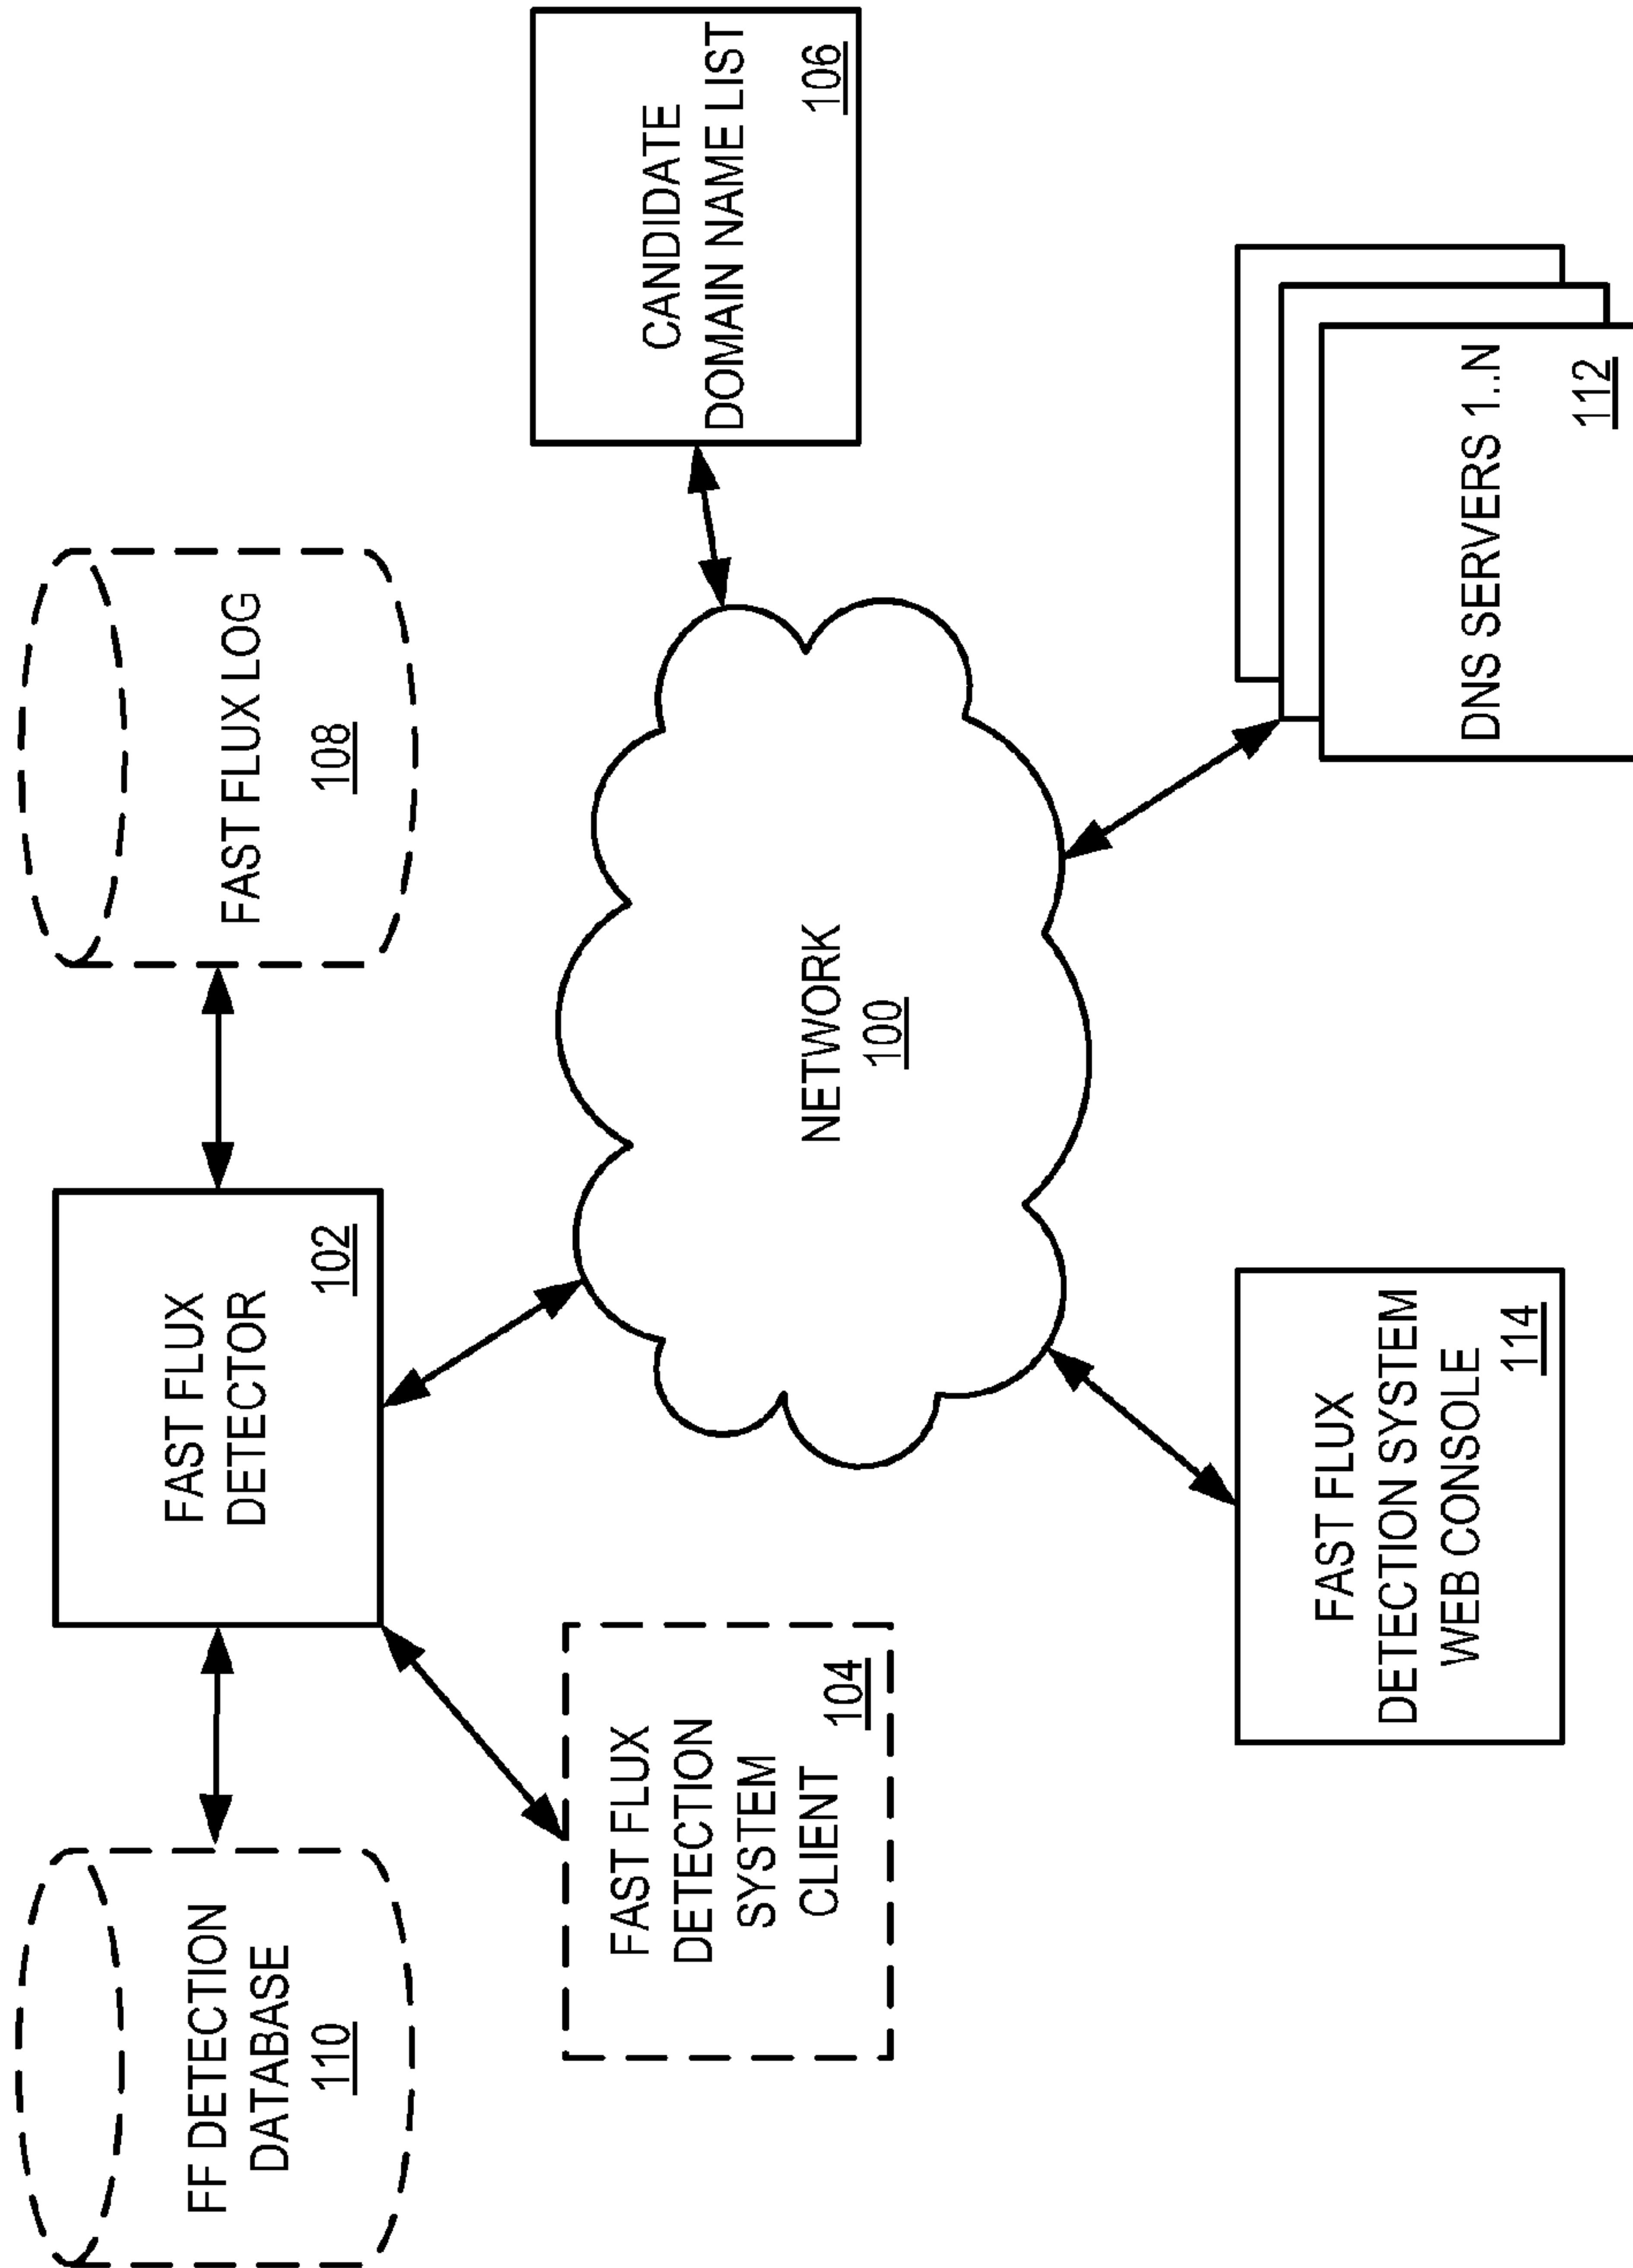 FF DETECTION
DATABASE
110
FAST FLUX
DETECTOR
102
FAST FLUX LOG
108
FAST FLUX
DETECTION
SYSTEM
CLIENT
104
NETWORK
100
CANDIDATE
DOMAIN NAME LIST
106
FAST FLUX
DETECTION SYSTEM
WEB CONSOLE
114
DNS SERVERS 1..N
112